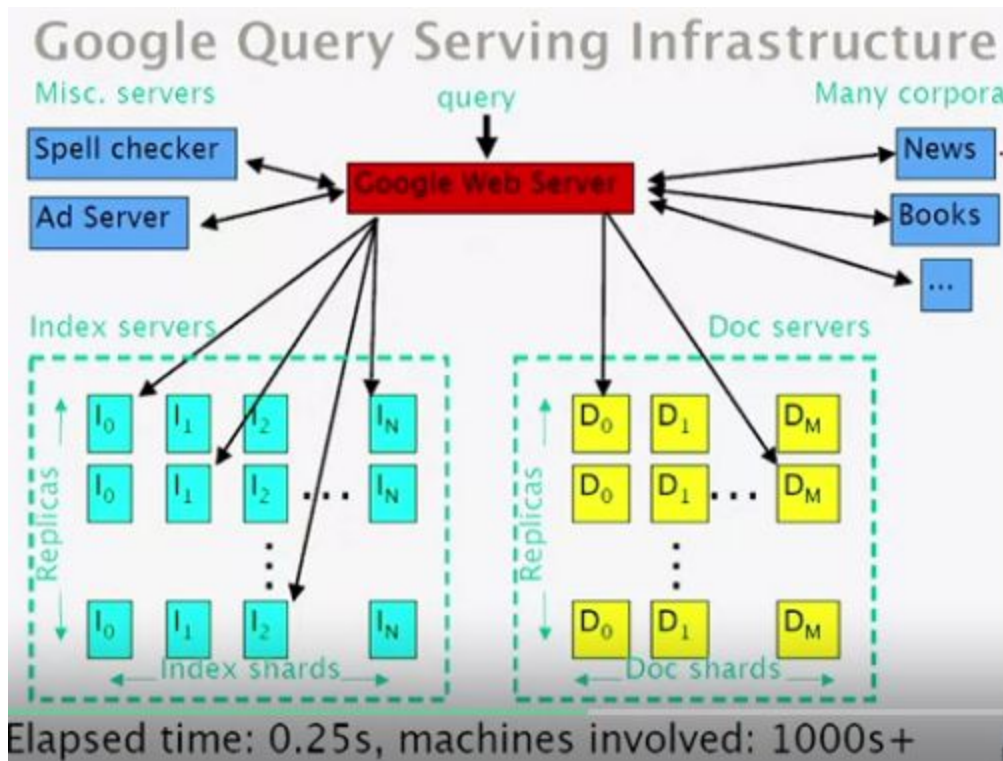 Google Query Serving Infrastructure
Misc. servers
query
Many corpora
Spell checker
Google Web Server
News
Ad Server
Books
...
Index servers
Doc servers
I0 I1 I2 IN
D0 D1 DM
Replicas
I0 I1 I2 ... IN
Replicas
D0 D1 ... DM
I0 I1 I2 IN
D0 D1 DM
Index shards
Doc shards
Elapsed time: 0.25s, machines involved: 1000s+